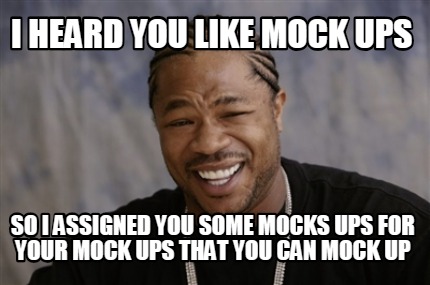 I HEARD YOU LIKE MOCK UPS
SO I ASSIGNED YOU SOME MOCKS UPS FOR
YOUR MOCK UPS THAT YOU CAN MOCK UP